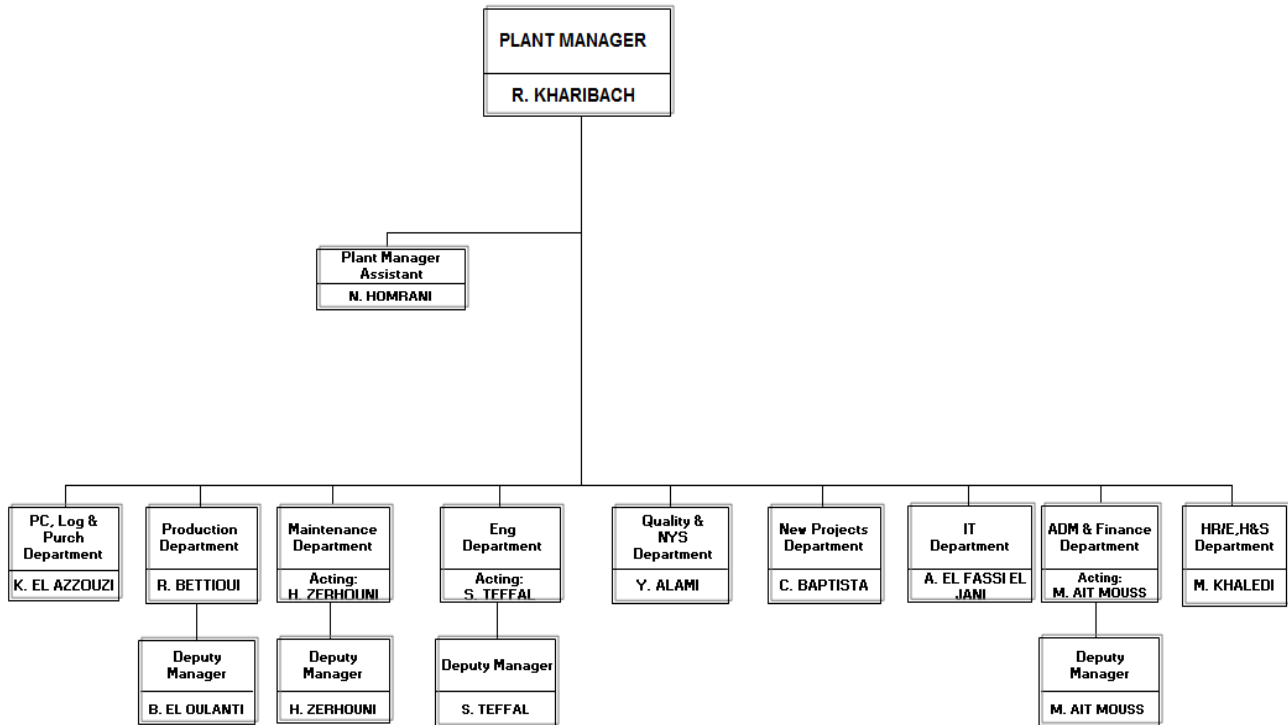 PLANT MANAGER
R. KHARIBACH
Plant Manager
Assistant
N. HOMRANI
PC, Log &
Purch
Department
K. EL AZZOUZI
Production
Department
R. BETTIOUI
Maintenance
Department
Acting:
H. ZERHOUNI
Eng
Department
Acting:
S. TEFFAL
Quality &
NYS
Department
Y. ALAMI
New Projects
Department
C. BAPTISTA
IT
Department
A. EL FASSI EL
JANI
ADM & Finance
Department
Acting:
M. AIT MOUSS
HR/E,H&S
Department
M. KHALEDI
Deputy
Manager
B. EL OULANTI
Deputy
Manager
H. ZERHOUNI
Deputy Manager
S. TEFFAL
Deputy
Manager
M. AIT MOUSS